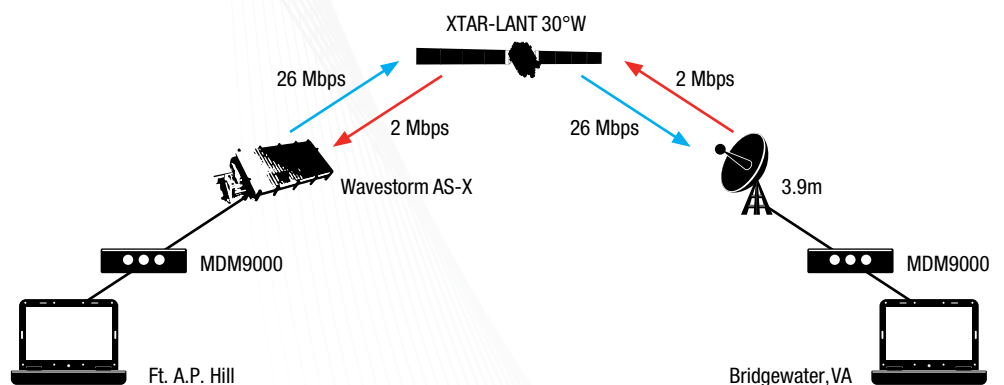 XTAR-LANT 30°W
26 Mbps
2 Mbps
2 Mbps
26 Mbps
Wavestorm AS-X
3.9m
MDM9000
MDM9000
Ft. A.P. Hill
Bridgewater, VA